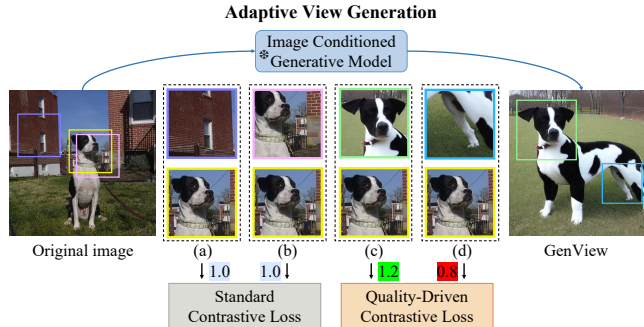 Adaptive View Generation
Image Conditioned
Generative Model
Original image
(a)
(b)
(c)
(d)
GenView
1.0
1.0
1.2
0.8
Standard
Contrastive Loss
Quality-Driven
Contrastive Loss